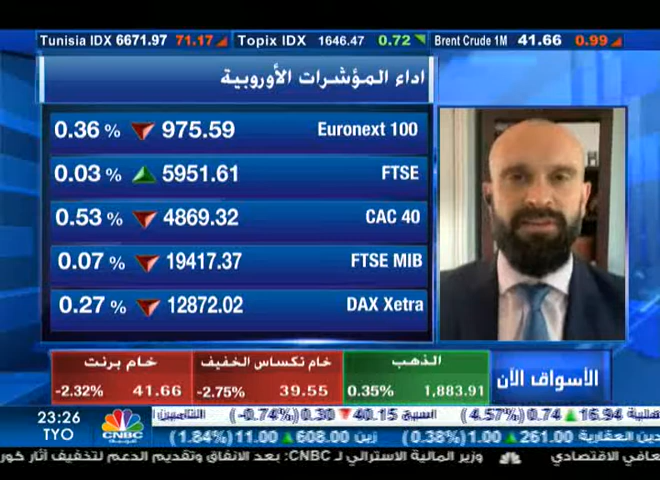 Tunisia IDX 6671.97 71.17 Topix IDX 1646.47 0.72 Brent Crude 1M 41.66 0.99
اداء المؤشرات الأوروبية
0.36 % 975.59 Euronext 100
0.03 % 5951.61 FTSE
0.53 % 4869.32 CAC 40
0.07 % 19417.37 FTSE MIB
0.27 % 12872.02 DAX Xetra
الأسواق الآن
الذهب
1,883.91 0.35%
خام نكساس الخفيف
39.55 -2.75%
خام برنت
41.66 -2.32%
23:26
TYO
CNBC
عربية
16.94 0.74 (4.57%) 40.15 0.30 (-0.74%)
261.00 1.00 (0.38%) زين 608.00 11.00 (1.84%)
وزير المالية الاسترالي لـ CNBC: بعد الانفاق وتقديم الدعم لتخفيف آثار